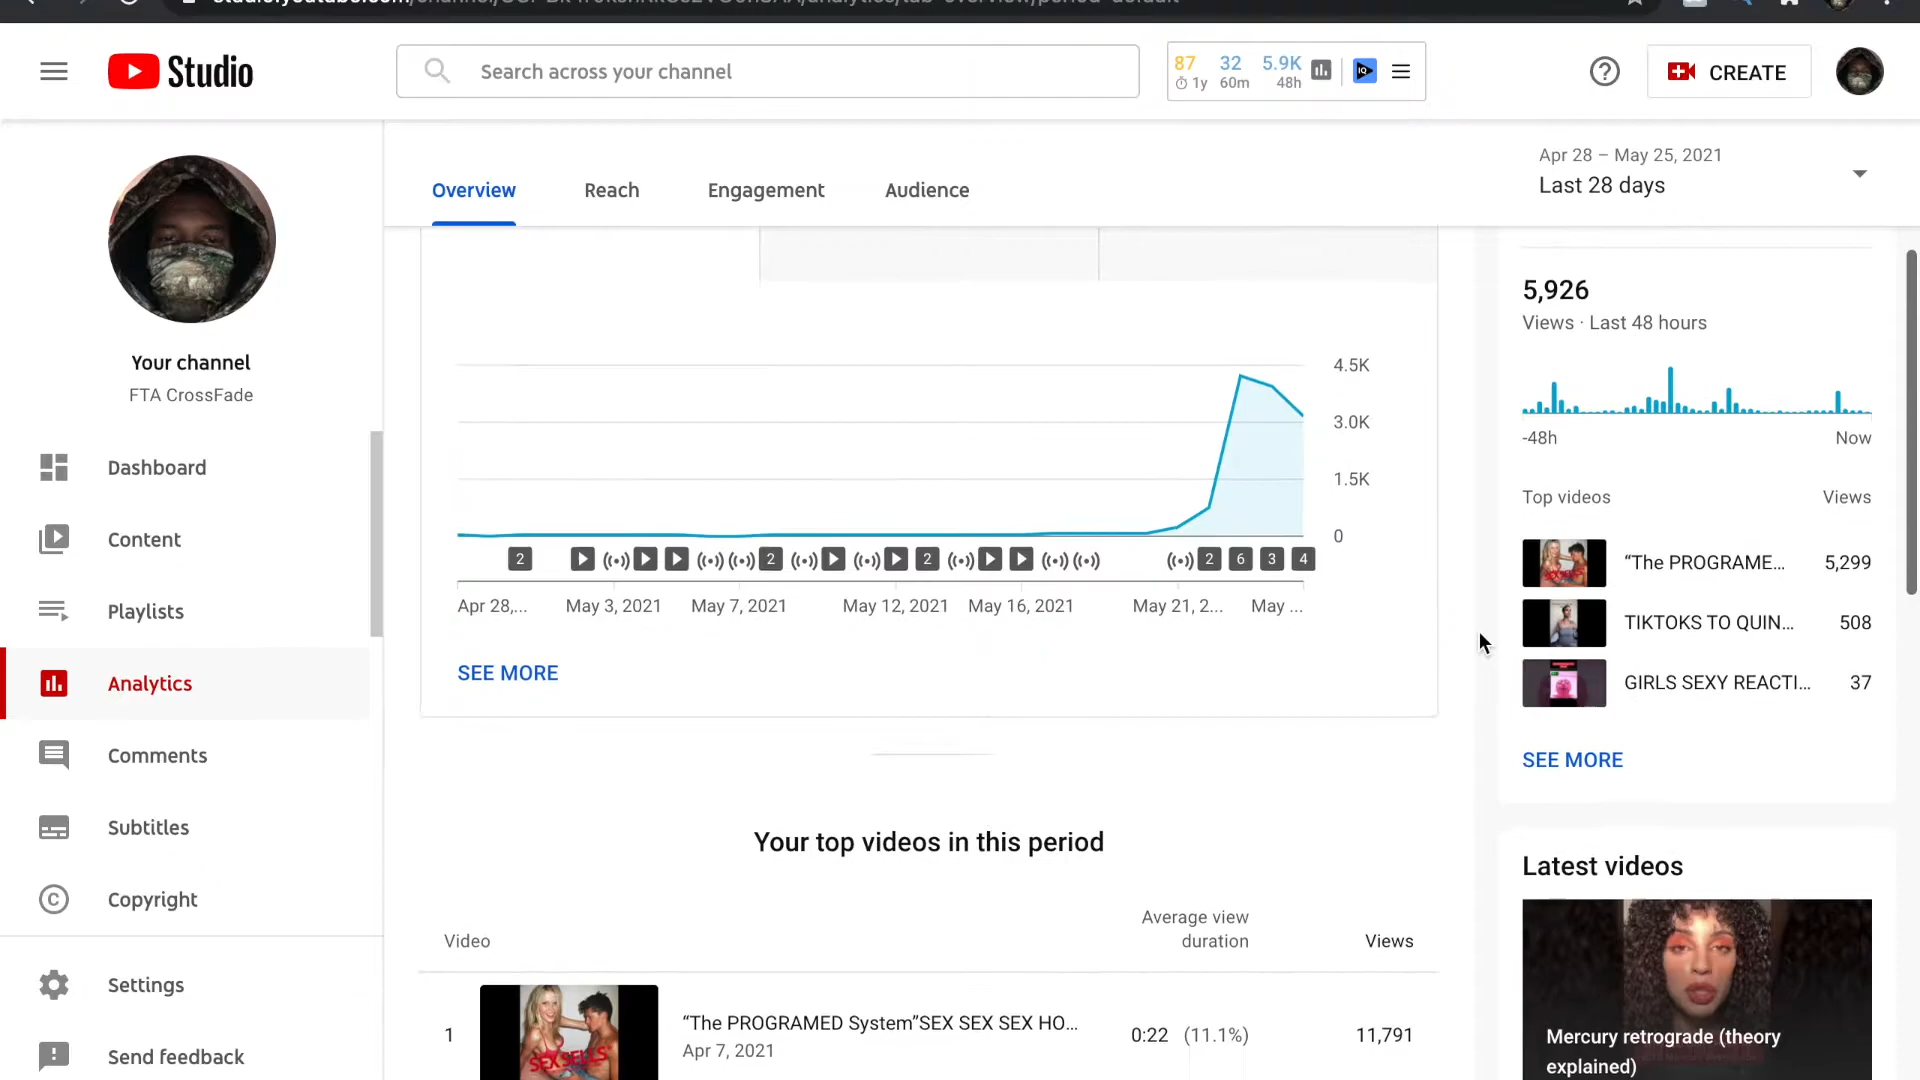 Studio
Search across your channel
87
1y
32
60m
5.9K
48h
IQ
CREATE
Your channel
FTA CrossFade
Dashboard
Content
Playlists
Analytics
Comments
Subtitles
Copyright
Settings
Send feedback
Overview
Reach
Engagement
Audience
Apr 28 – May 25, 2021
Last 28 days
4.5K
3.0K
1.5K
0
2
2
2
2
6
3
4
Apr 28,...
May 3, 2021
May 7, 2021
May 12, 2021
May 16, 2021
May 21, 2...
May ...
SEE MORE
Your top videos in this period
Video
Average view
duration
Views
1
SEX SELLS
“The PROGRAMED System”SEX SEX SEX HO...
Apr 7, 2021
0:22 (11.1%)
11,791
5,926
Views · Last 48 hours
-48h
Now
Top videos
Views
“The PROGRAME...
5,299
TIKTOKS TO QUIN...
508
GIRLS SEXY REACTI...
37
SEE MORE
Latest videos
Mercury retrograde (theory
explained)